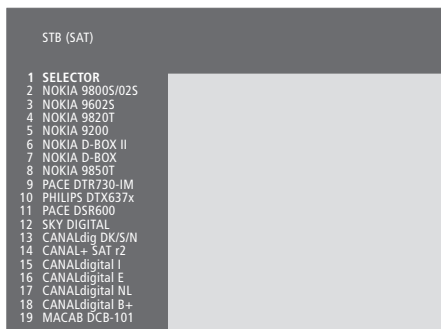 STB (SAT)
1 SELECTOR
2 NOKIA 9800S/02S
3 NOKIA 9602S
4 NOKIA 9820T
5 NOKIA 9200
6 NOKIA D-BOX II
7 NOKIA D-BOX
8 NOKIA 9850T
9 PACE DTR730-IM
10 PHILIPS DTX637x
11 PACE DSR600
12 SKY DIGITAL
13 CANALdig DK/S/N
14 CANAL+ SAT r2
15 CANALdigital I
16 CANALdigital E
17 CANALdigital NL
18 CANALdigital B+
19 MACAB DCB-101